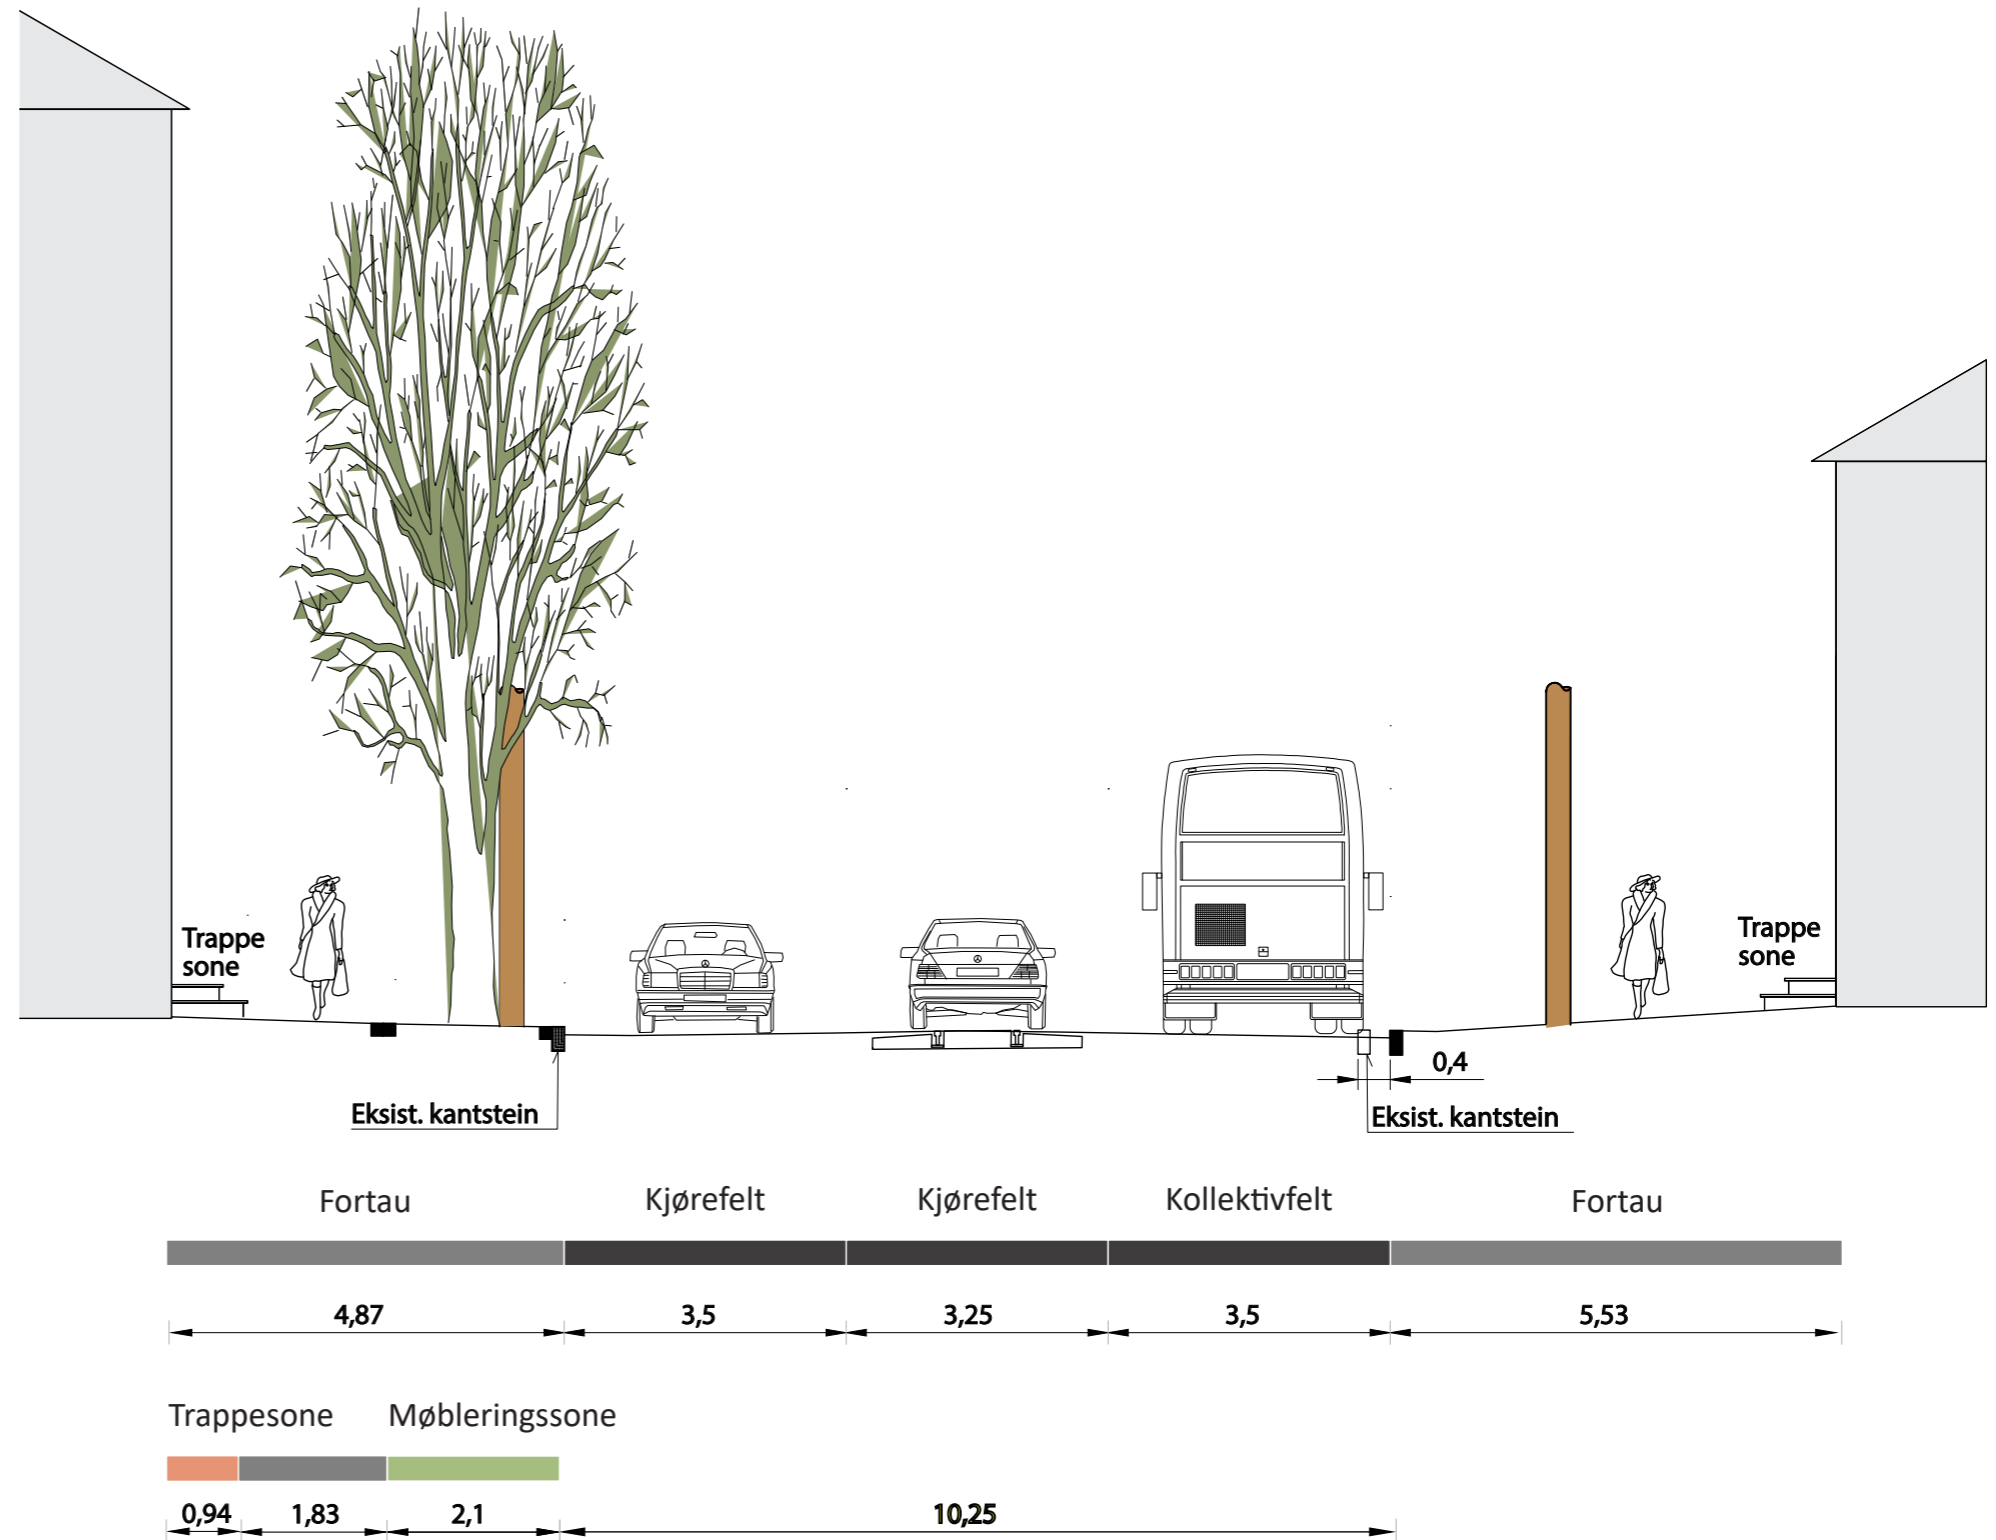 Trappe
sone
Trappe
sone
0,4
Eksist. kantstein
Eksist. kantstein
Fortau
Kjørefelt
Kjørefelt
Kollektivfelt
Fortau
4,87
3,5
3,25
3,5
5,53
Trappesone
Møbleringssone
0,94
1,83
2,1
10,25